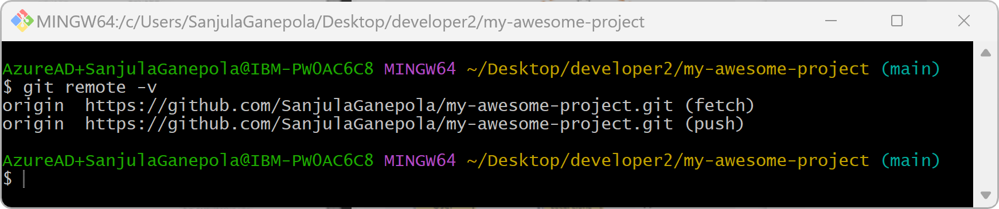 MINGW64:/c/Users/SanjulaGanepola/Desktop/developer2/my-awesome-project
AzureAD+SanjulaGanepola@IBM-PW0AC6C8 MINGW64 ~/Desktop/developer2/my-awesome-project (main)
$ git remote -v
origin  https://github.com/SanjulaGanepola/my-awesome-project.git (fetch)
origin  https://github.com/SanjulaGanepola/my-awesome-project.git (push)
AzureAD+SanjulaGanepola@IBM-PW0AC6C8 MINGW64 ~/Desktop/developer2/my-awesome-project (main)
$